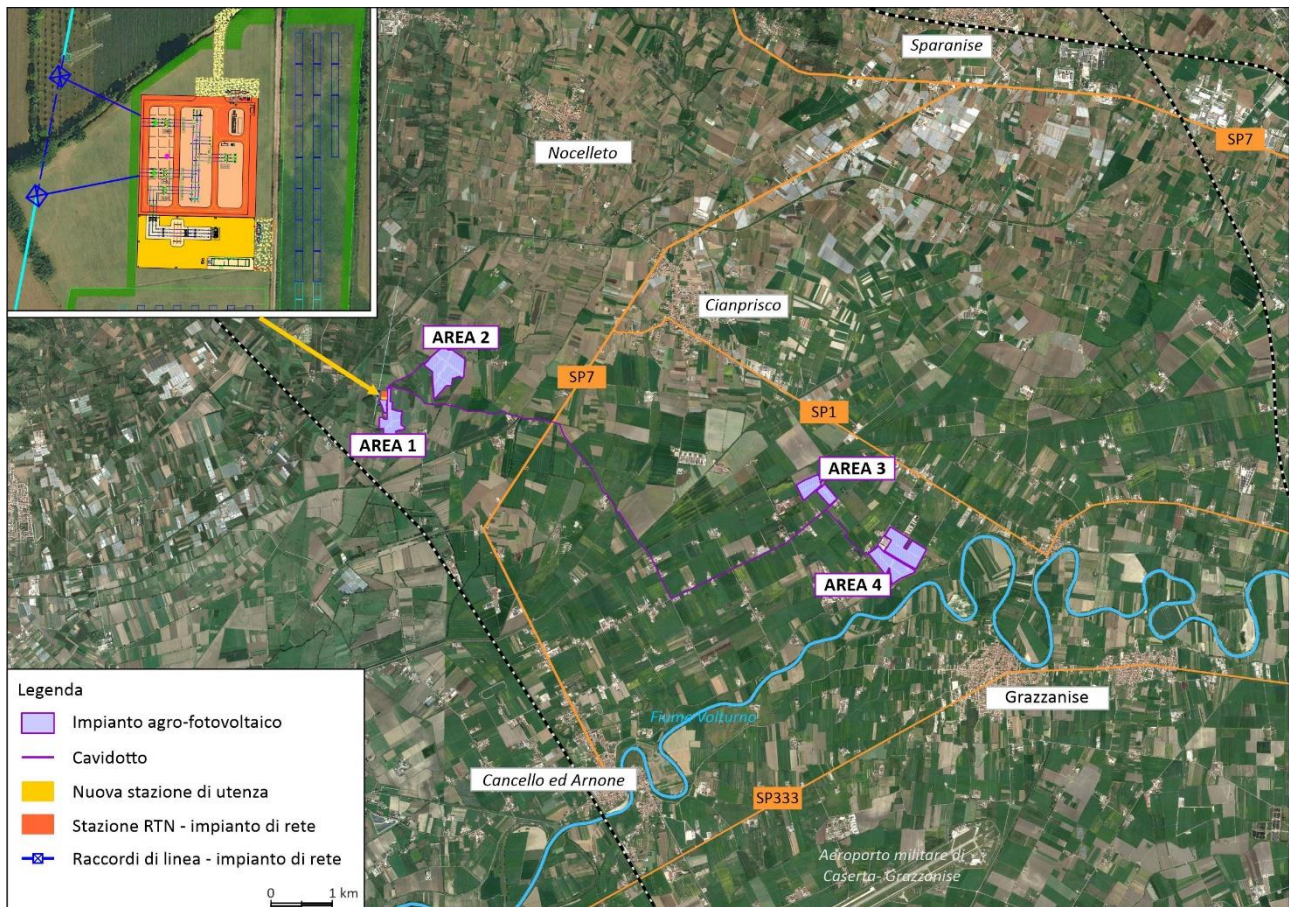 Sparanise
SP7
Nocelleto
Cianprisco
AREA 2
SP7
SP1
AREA 1
AREA 3
AREA 4
Grazzanise
Fiume Volturno
Cancello ed Arnone
SP333
Aeroporto militare di
Caserta- Grazzanise
Legenda
Impianto agro-fotovoltaico
Cavidotto
Nuova stazione di utenza
Stazione RTN - impianto di rete
Raccordi di linea - impianto di rete
0 1 km